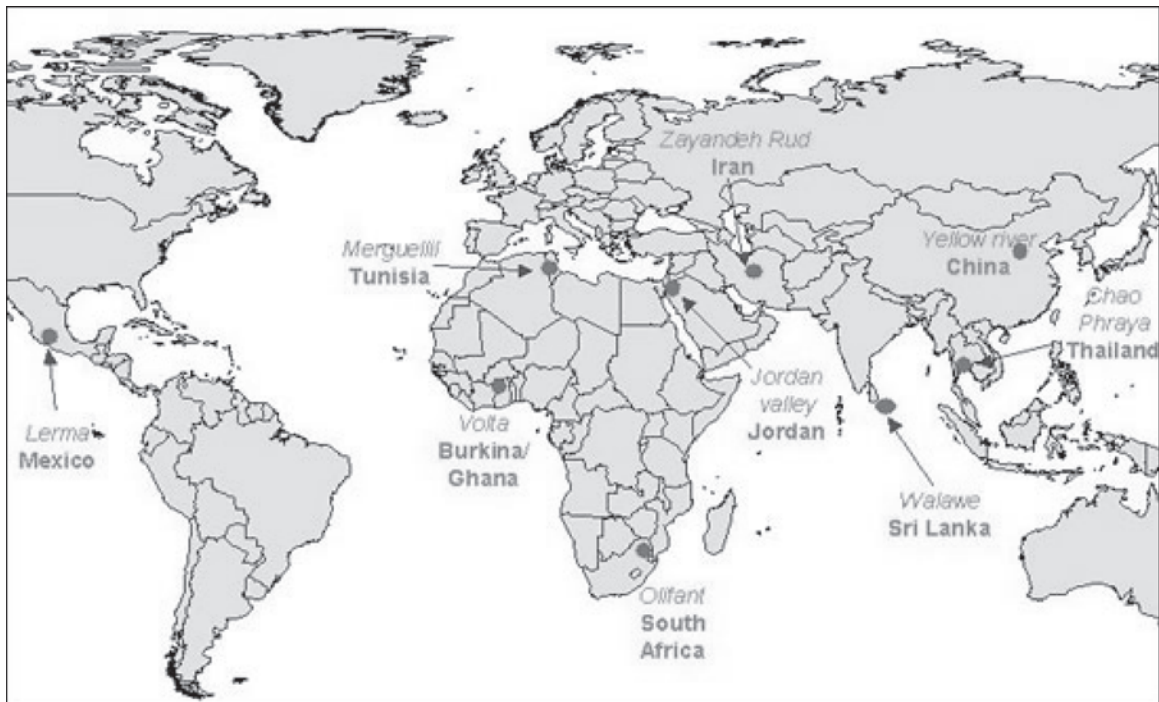 Zayandeh Rud
Iran
Merguellil
Tunisia
Yellow river
China
Chao
Phraya
Thailand
Jordan
valley
Jordan
Lerma
Mexico
Volta
Burkina/
Ghana
Walawe
Sri Lanka
Olifant
South
Africa